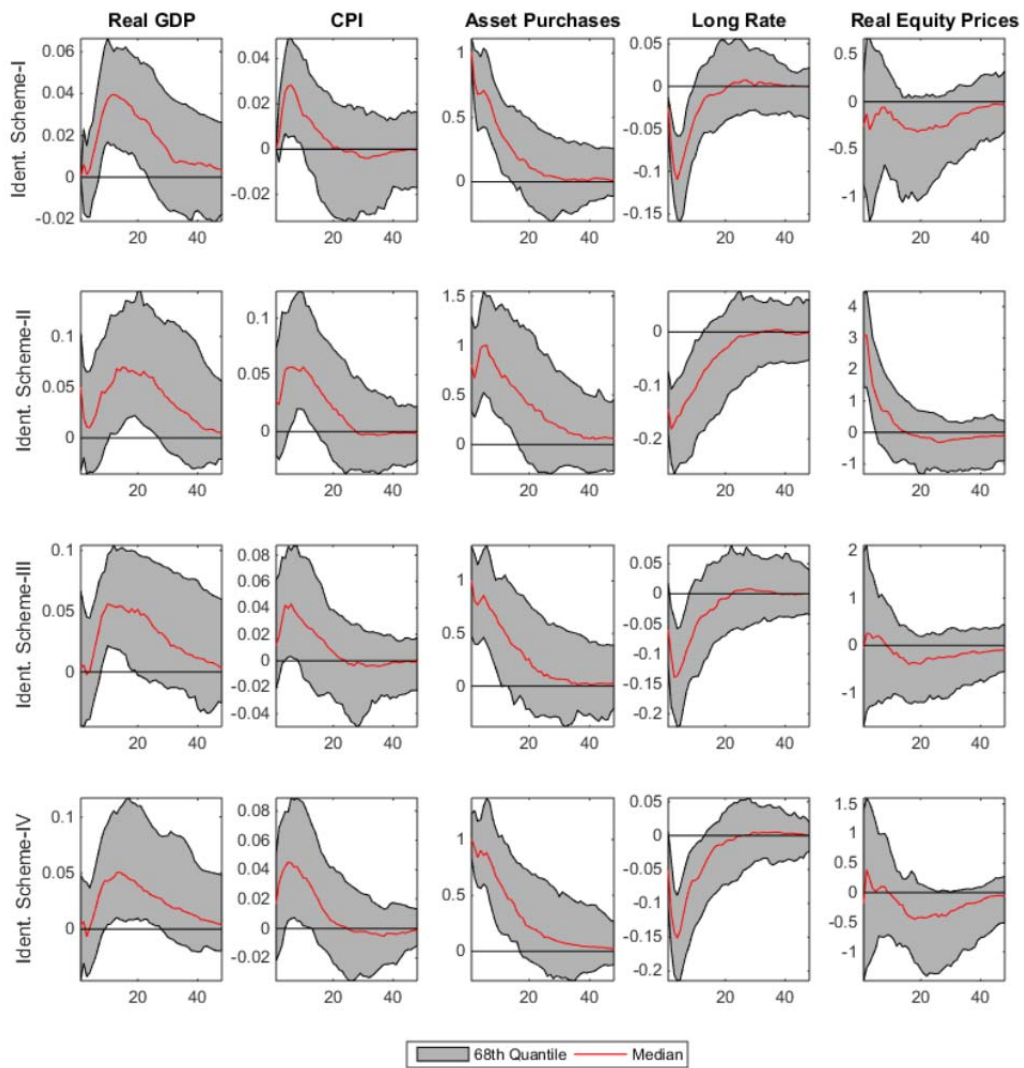 Real GDP CPI Asset Purchases Long Rate Real Equity Prices
Ident. Scheme-I
0.06 0.04 0.02 0 -0.02
20 40
0.04 0.02 0 -0.02
20 40
1 0.5 0
20 40
0.05 0 -0.05 -0.1 -0.15
20 40
0.5 0 -0.5 -1
20 40
Ident. Scheme-II
0.1 0.05 0
20 40
0.1 0.05 0
20 40
1.5 1 0.5 0
20 40
0 -0.1 -0.2
20 40
4 3 2 1 0 -1
20 40
Ident. Scheme-III
0.1 0.05 0
20 40
0.08 0.06 0.04 0.02 0 -0.02 -0.04
20 40
1 0.5 0
20 40
0.05 0 -0.05 -0.1 -0.15 -0.2
20 40
2 1 0 -1
20 40
Ident. Scheme-IV
0.1 0.05 0
20 40
0.08 0.06 0.04 0.02 0 -0.02
20 40
1 0.5 0
20 40
0.05 0 -0.05 -0.1 -0.15 -0.2
20 40
1.5 1 0.5 0 -0.5 -1
20 40
68th Quantile Median